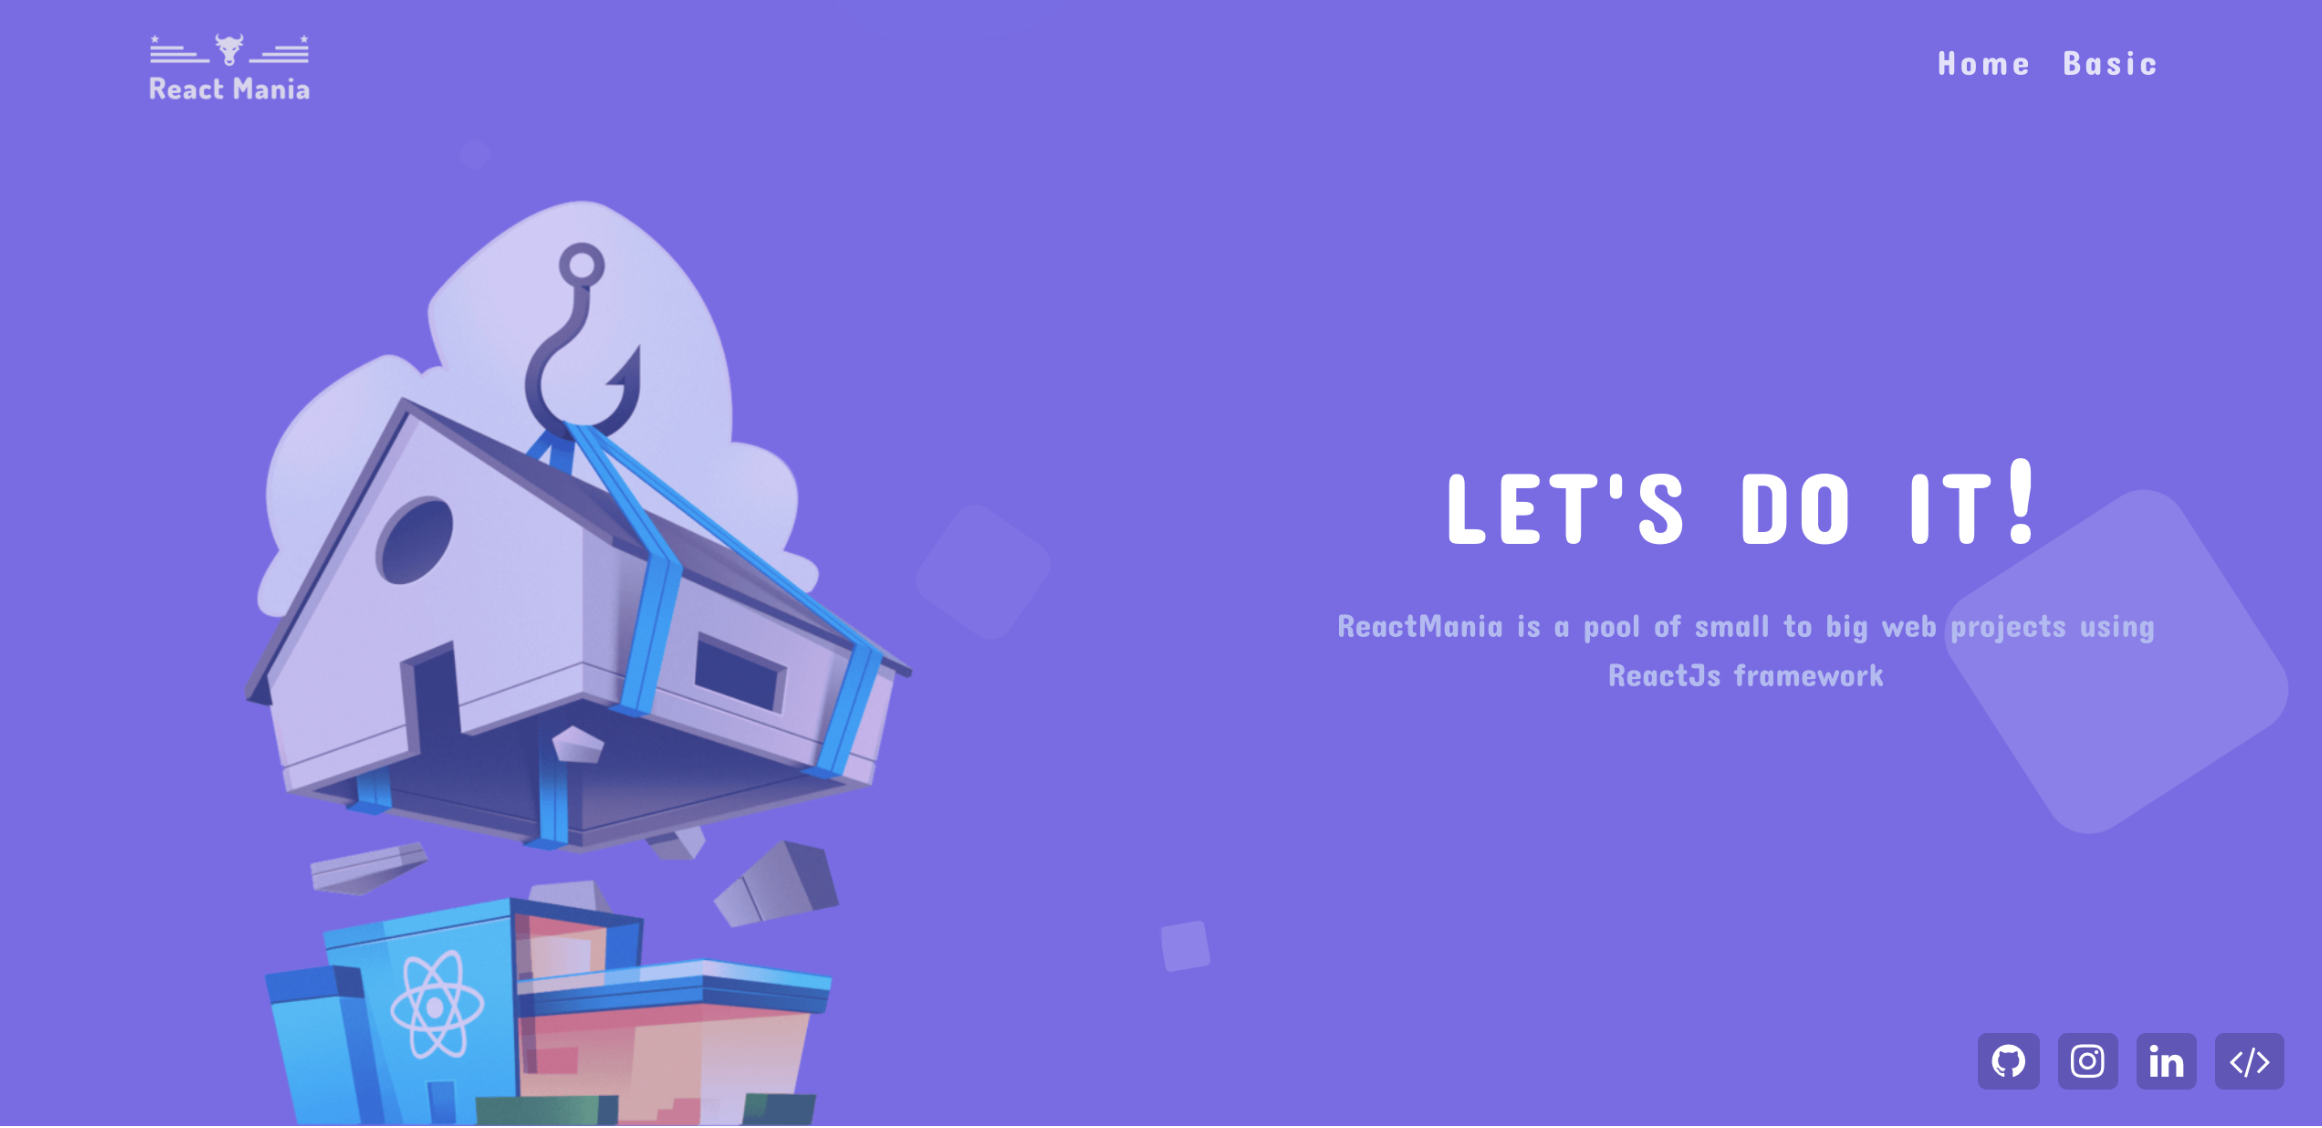 React Mania
Home Basic
LET'S DO IT!
ReactMania is a pool of small to big web projects using
ReactJs framework
in